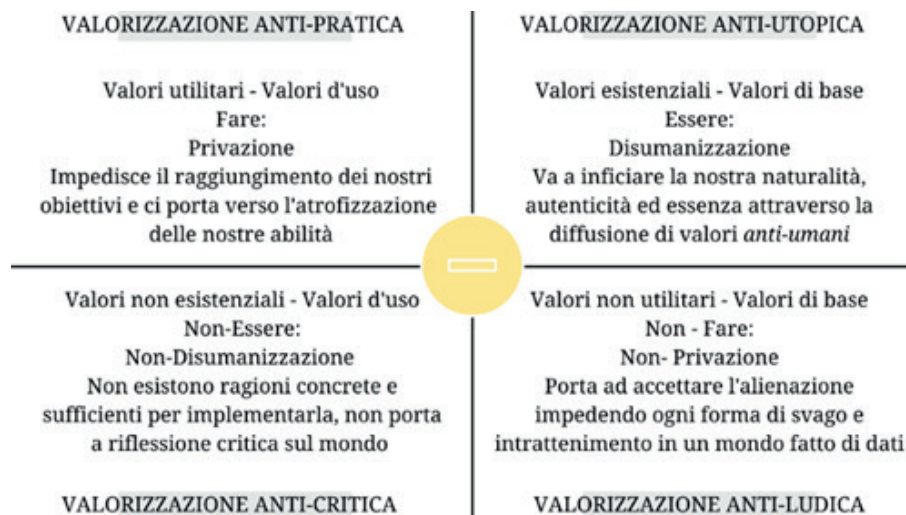 VALORIZZAZIONE ANTI-PRATICA
Valori utilitari - Valori d'uso
Fare:
Privazione
Impedisce il raggiungimento dei nostri
obiettivi e ci porta verso l'atrofizzazione
delle nostre abilità
VALORIZZAZIONE ANTI-UTOPICA
Valori esistenziali - Valori di base
Essere:
Disumanizzazione
Va a inficiare la nostra naturalità,
autenticità ed essenza attraverso la
diffusione di valori anti-umani
Valori non esistenziali - Valori d'uso
Non-Essere:
Non-Disumanizzazione
Non esistono ragioni concrete e
sufficienti per implementarla, non porta
a riflessione critica sul mondo
VALORIZZAZIONE ANTI-CRITICA
Valori non utilitari - Valori di base
Non - Fare:
Non- Privazione
Porta ad accettare l'alienazione
impedendo ogni forma di svago e
intrattenimento in un mondo fatto di dati
VALORIZZAZIONE ANTI-LUDICA